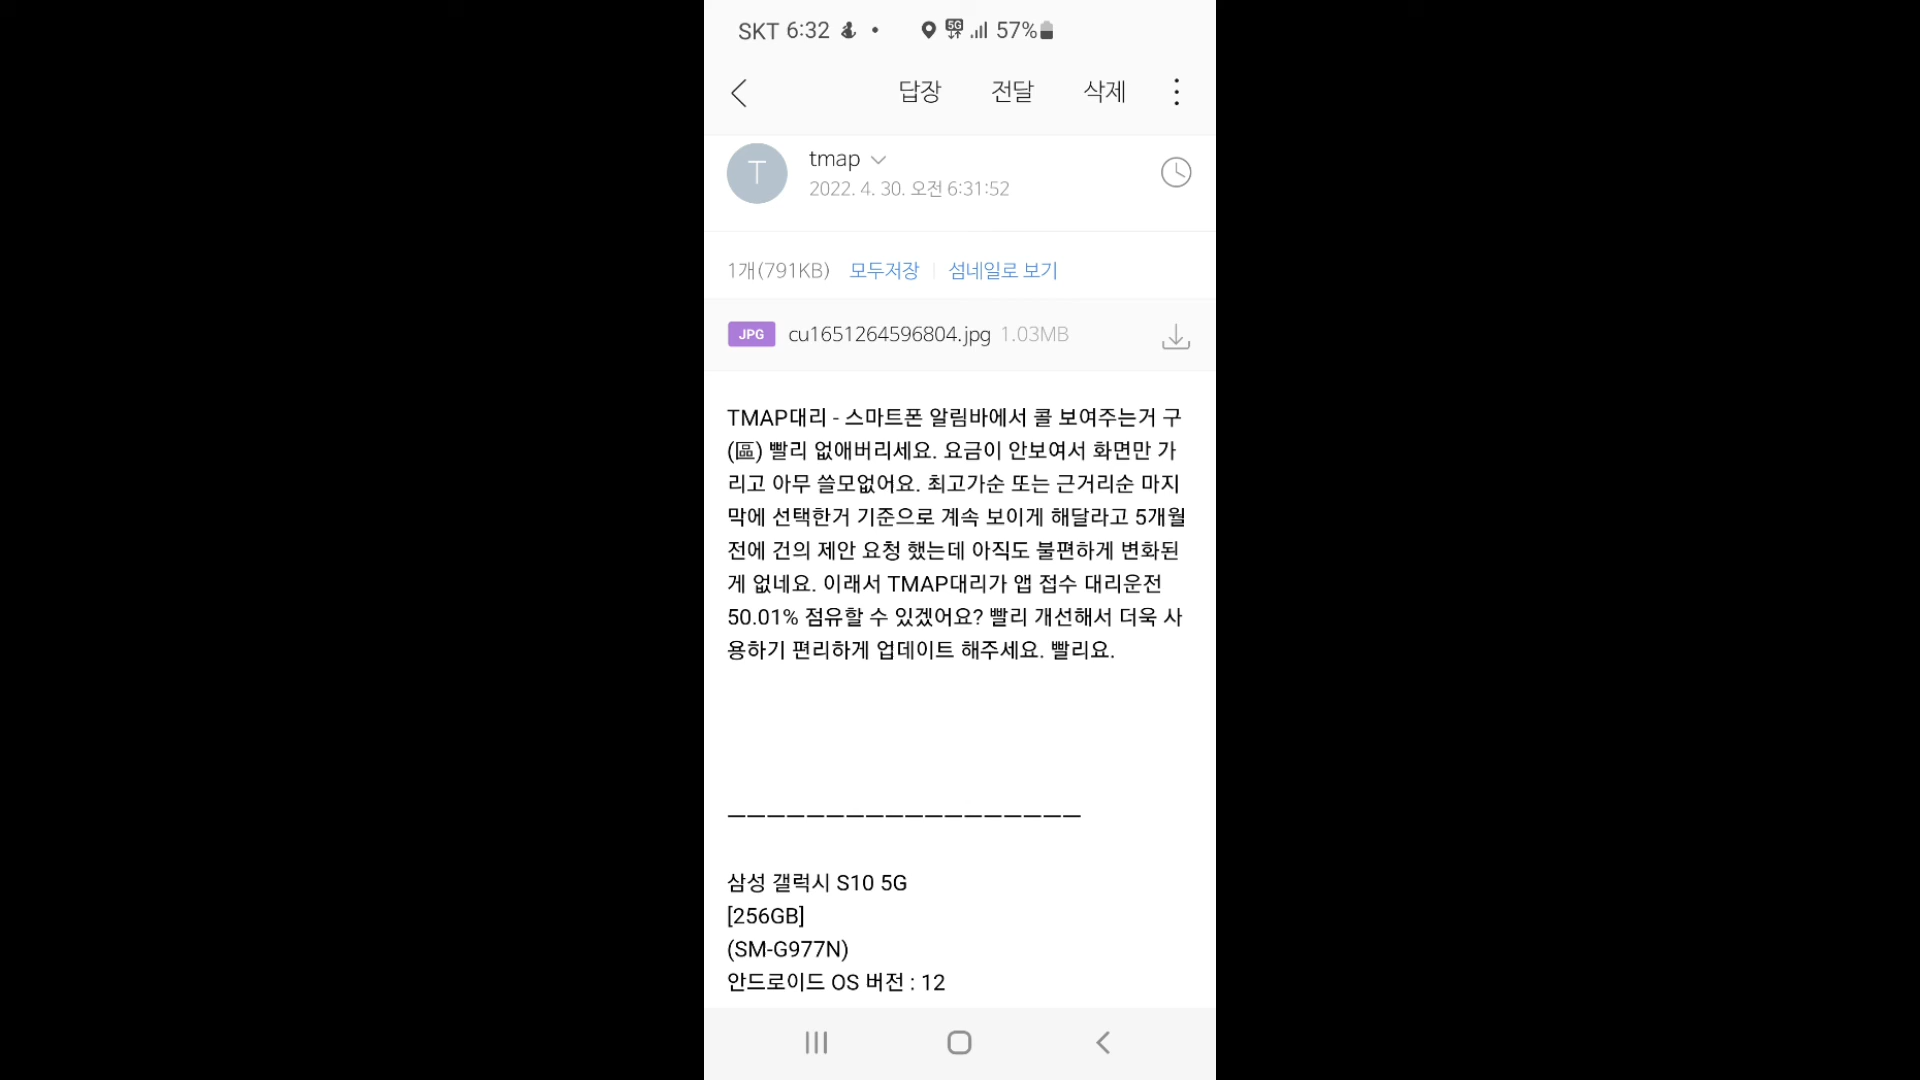 SKT 6:32 5G 57%
답장 전달 삭제
T
tmap
2022. 4. 30. 오전 6:31:52
1개(791KB) 모두저장 섬네일로 보기
JPG cu1651264596804.jpg 1.03MB
TMAP대리 - 스마트폰 알림바에서 콜 보여주는거 구
(區) 빨리 없애버리세요. 요금이 안보여서 화면만 가
리고 아무 쓸모없어요. 최고가순 또는 근거리순 마지
막에 선택한거 기준으로 계속 보이게 해달라고 5개월
전에 건의 제안 요청 했는데 아직도 불편하게 변화된
게 없네요. 이래서 TMAP대리가 앱 접수 대리운전
50.01% 점유할 수 있겠어요? 빨리 개선해서 더욱 사
용하기 편리하게 업데이트 해주세요. 빨리요.
——————————————————
삼성 갤럭시 S10 5G
[256GB]
(SM-G977N)
안드로이드 OS 버전 : 12